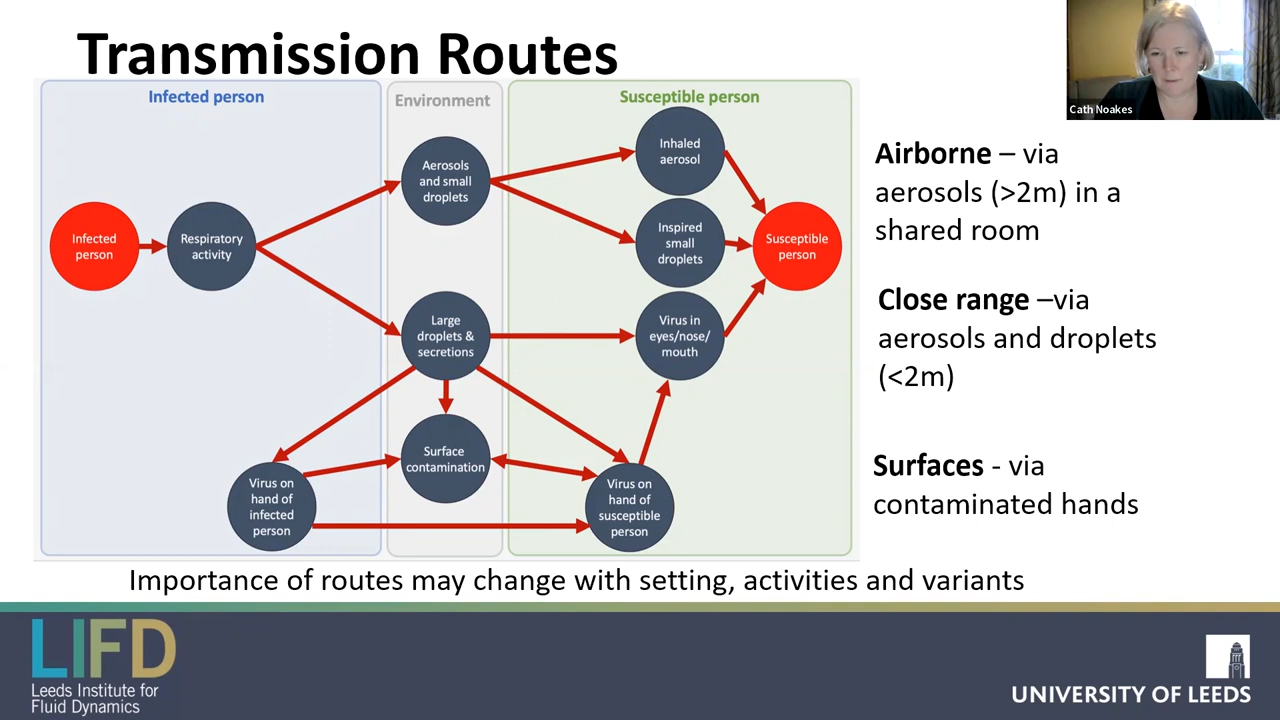 Transmission Routes
Cath Noakes
Infected person
Environment
Susceptible person
Infected
person
Respiratory
activity
Aerosols
and small
droplets
Inhaled
aerosol
Inspired
small
droplets
Susceptible
person
Large
droplets &
secretions
Virus in
eyes/nose/
mouth
Surface
contamination
Virus on
hand of
infected
person
Virus on
hand of
susceptible
person
Airborne – via
aerosols (>2m) in a
shared room
Close range –via
aerosols and droplets
(<2m)
Surfaces - via
contaminated hands
Importance of routes may change with setting, activities and variants
LIFD
Leeds Institute for
Fluid Dynamics
UNIVERSITY OF LEEDS